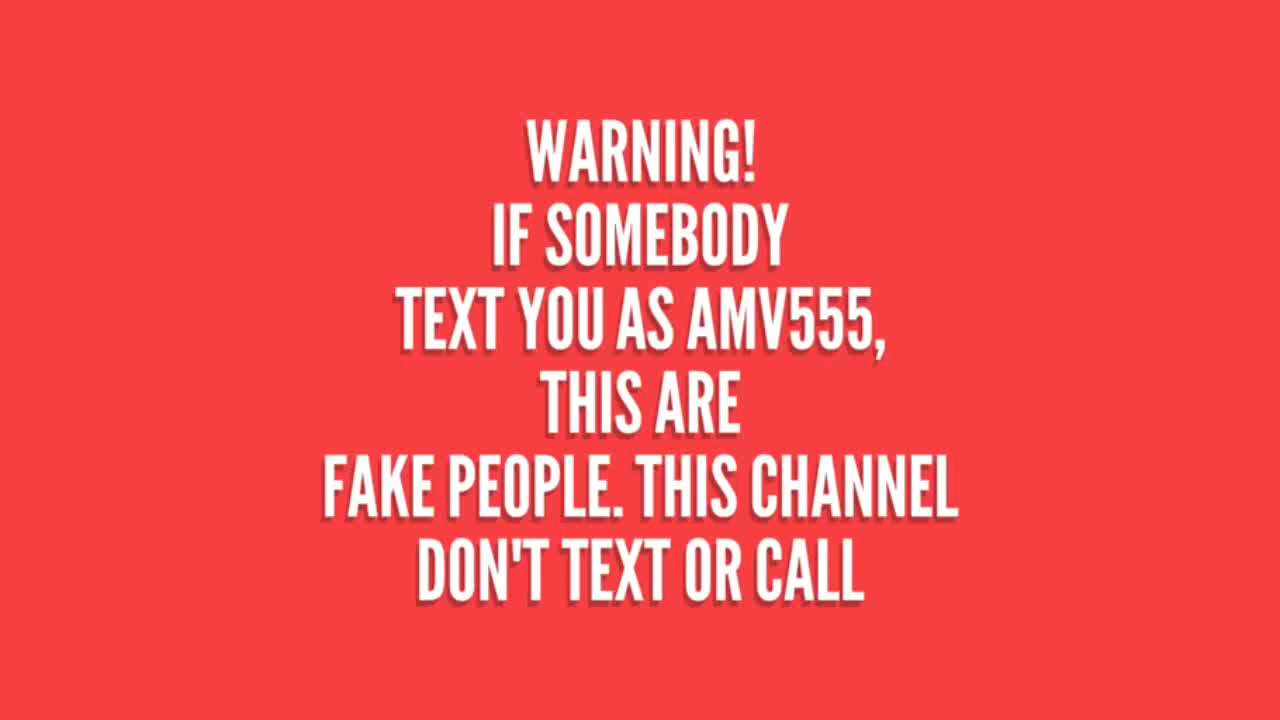 WARNING!
IF SOMEBODY
TEXT YOU AS AMV555,
THIS ARE
FAKE PEOPLE. THIS CHANNEL
DON'T TEXT OR CALL